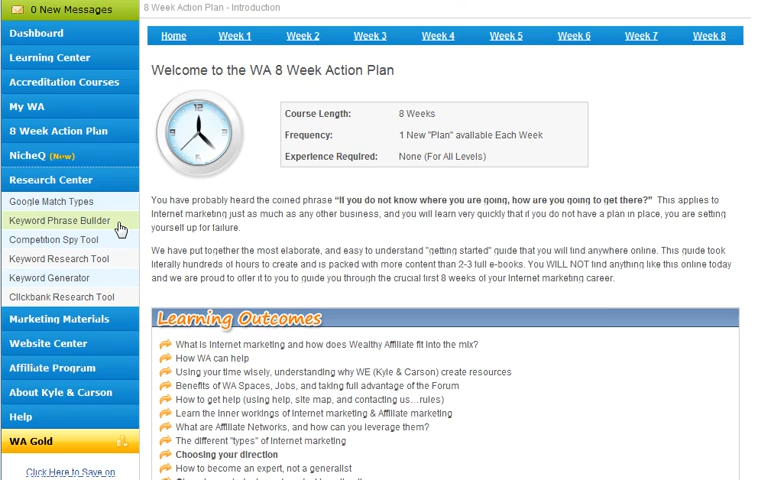 0 New Messages
Dashboard
Learning Center
Accreditation Courses
My WA
8 Week Action Plan
NicheQ (New)
Research Center
Google Match Types
Keyword Phrase Builder
Competition Spy Tool
Keyword Research Tool
Keyword Generator
Clickbank Research Tool
Marketing Materials
Website Center
Affiliate Program
About Kyle & Carson
Help
WA Gold
Click Here to Save on
8 Week Action Plan - Introduction
Home Week 1 Week 2 Week 3 Week 4 Week 5 Week 6 Week 7 Week 8
Welcome to the WA 8 Week Action Plan
12
Course Length: 8 Weeks
Frequency: 1 New "Plan" available Each Week
Experience Required: None (For All Levels)
You have probably heard the coined phrase "If you do not know where you are going, how are you going to get there?" This applies to
Internet marketing just as much as any other business, and you will learn very quickly that if you do not have a plan in place, you are setting
yourself up for failure.
We have put together the most elaborate, and easy to understand "getting started" guide that you will find anywhere online. This guide took
literally hundreds of hours to create and is packed with more content than 2-3 full e-books. You WILL NOT find anything like this online today
and we are proud to offer it to you to guide you through the crucial first 8 weeks of your Internet marketing career.
Learning Outcomes
What is Internet marketing and how does Wealthy Affiliate fit into the mix?
How WA can help
Using your time wisely, understanding why WE (Kyle & Carson) create resources
Benefits of WA Spaces, Jobs, and taking full advantage of the Forum
How to get help (using help, site map, and contacting us...rules)
Learn the Inner workings of Internet marketing & Affiliate marketing
What are Affiliate Networks, and how can you leverage them?
The different "types" of Internet marketing
Choosing your direction
How to become an expert, not a generalist